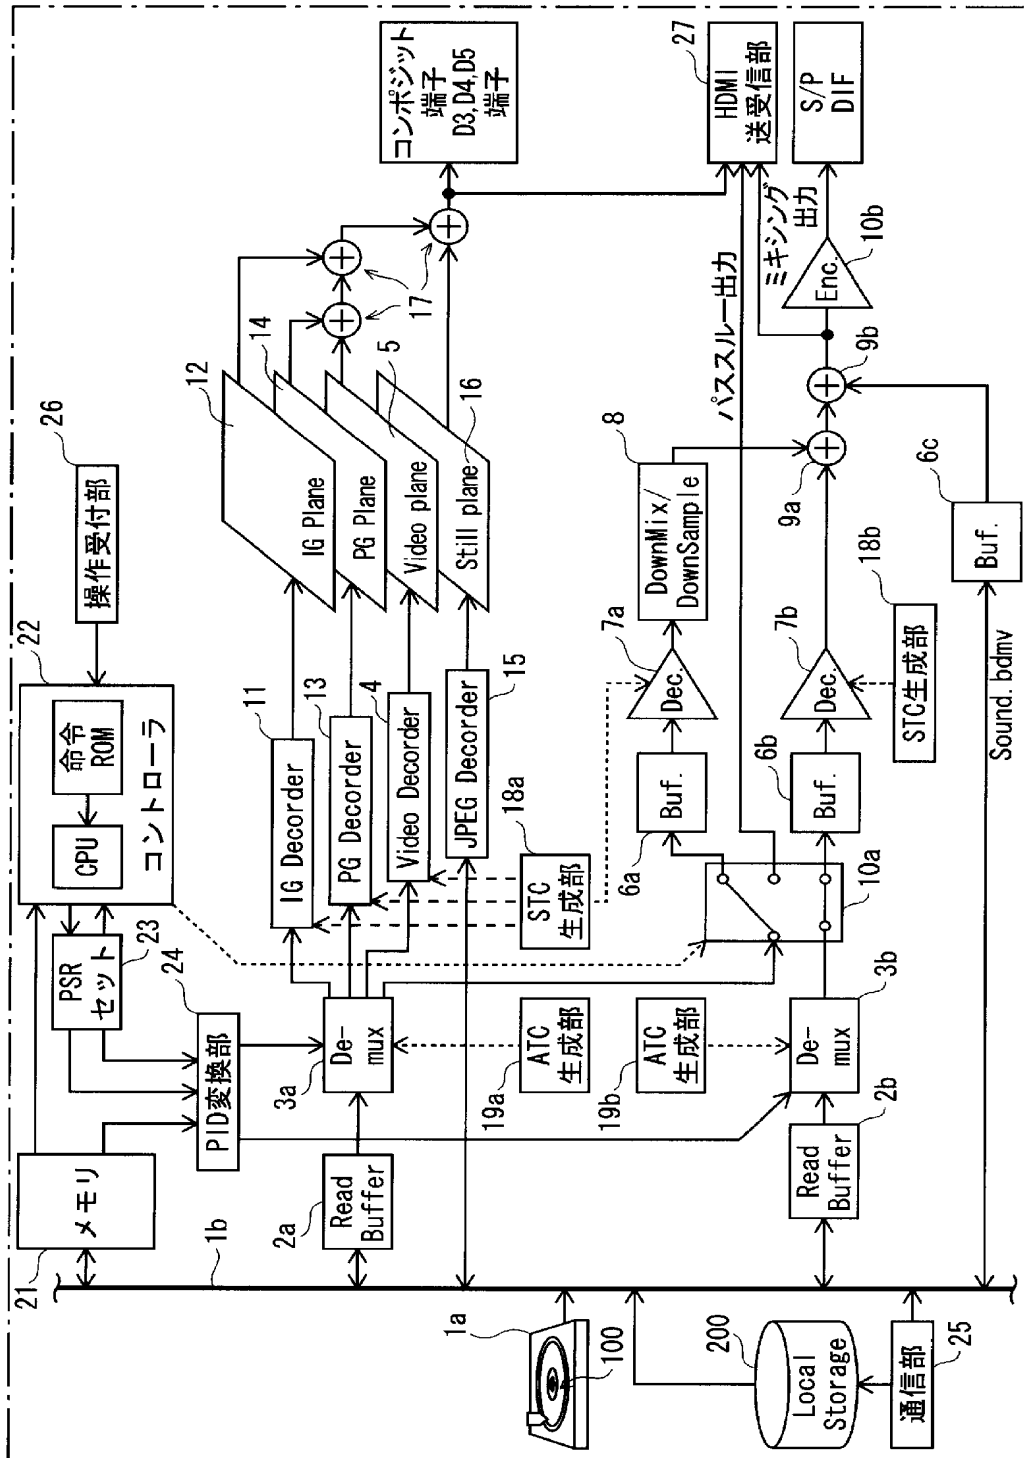 21
メモリ
1b
22
命令
ROM
CPU
コントローラ
26
操作受付部
PSR
セット
23
24
PID変換部
2a
Read
Buffer
3a
De-
mux
11
IG Decorder
13
PG Decorder
4
Video Decorder
15
JPEG Decorder
12
IG Plane
14
PG Plane
5
Video plane
16
Still plane
17
コンポジット
端子
D3,D4,D5
端子
1a
100
19a
ATC
生成部
18a
STC
生成部
19b
ATC
生成部
6a
Buf.
7a
Dec.
8
DownMix/
DownSample
パススルー出力
27
HDMI
送受信部
200
Local
Storage
25
通信部
2b
Read
Buffer
3b
De-
mux
10a
6b
Buf.
7b
Dec.
9a
9b
Enc.
10b
ミキシング
出力
S/P
DIF
18b
STC生成部
6c
Buf.
Sound.bdmv